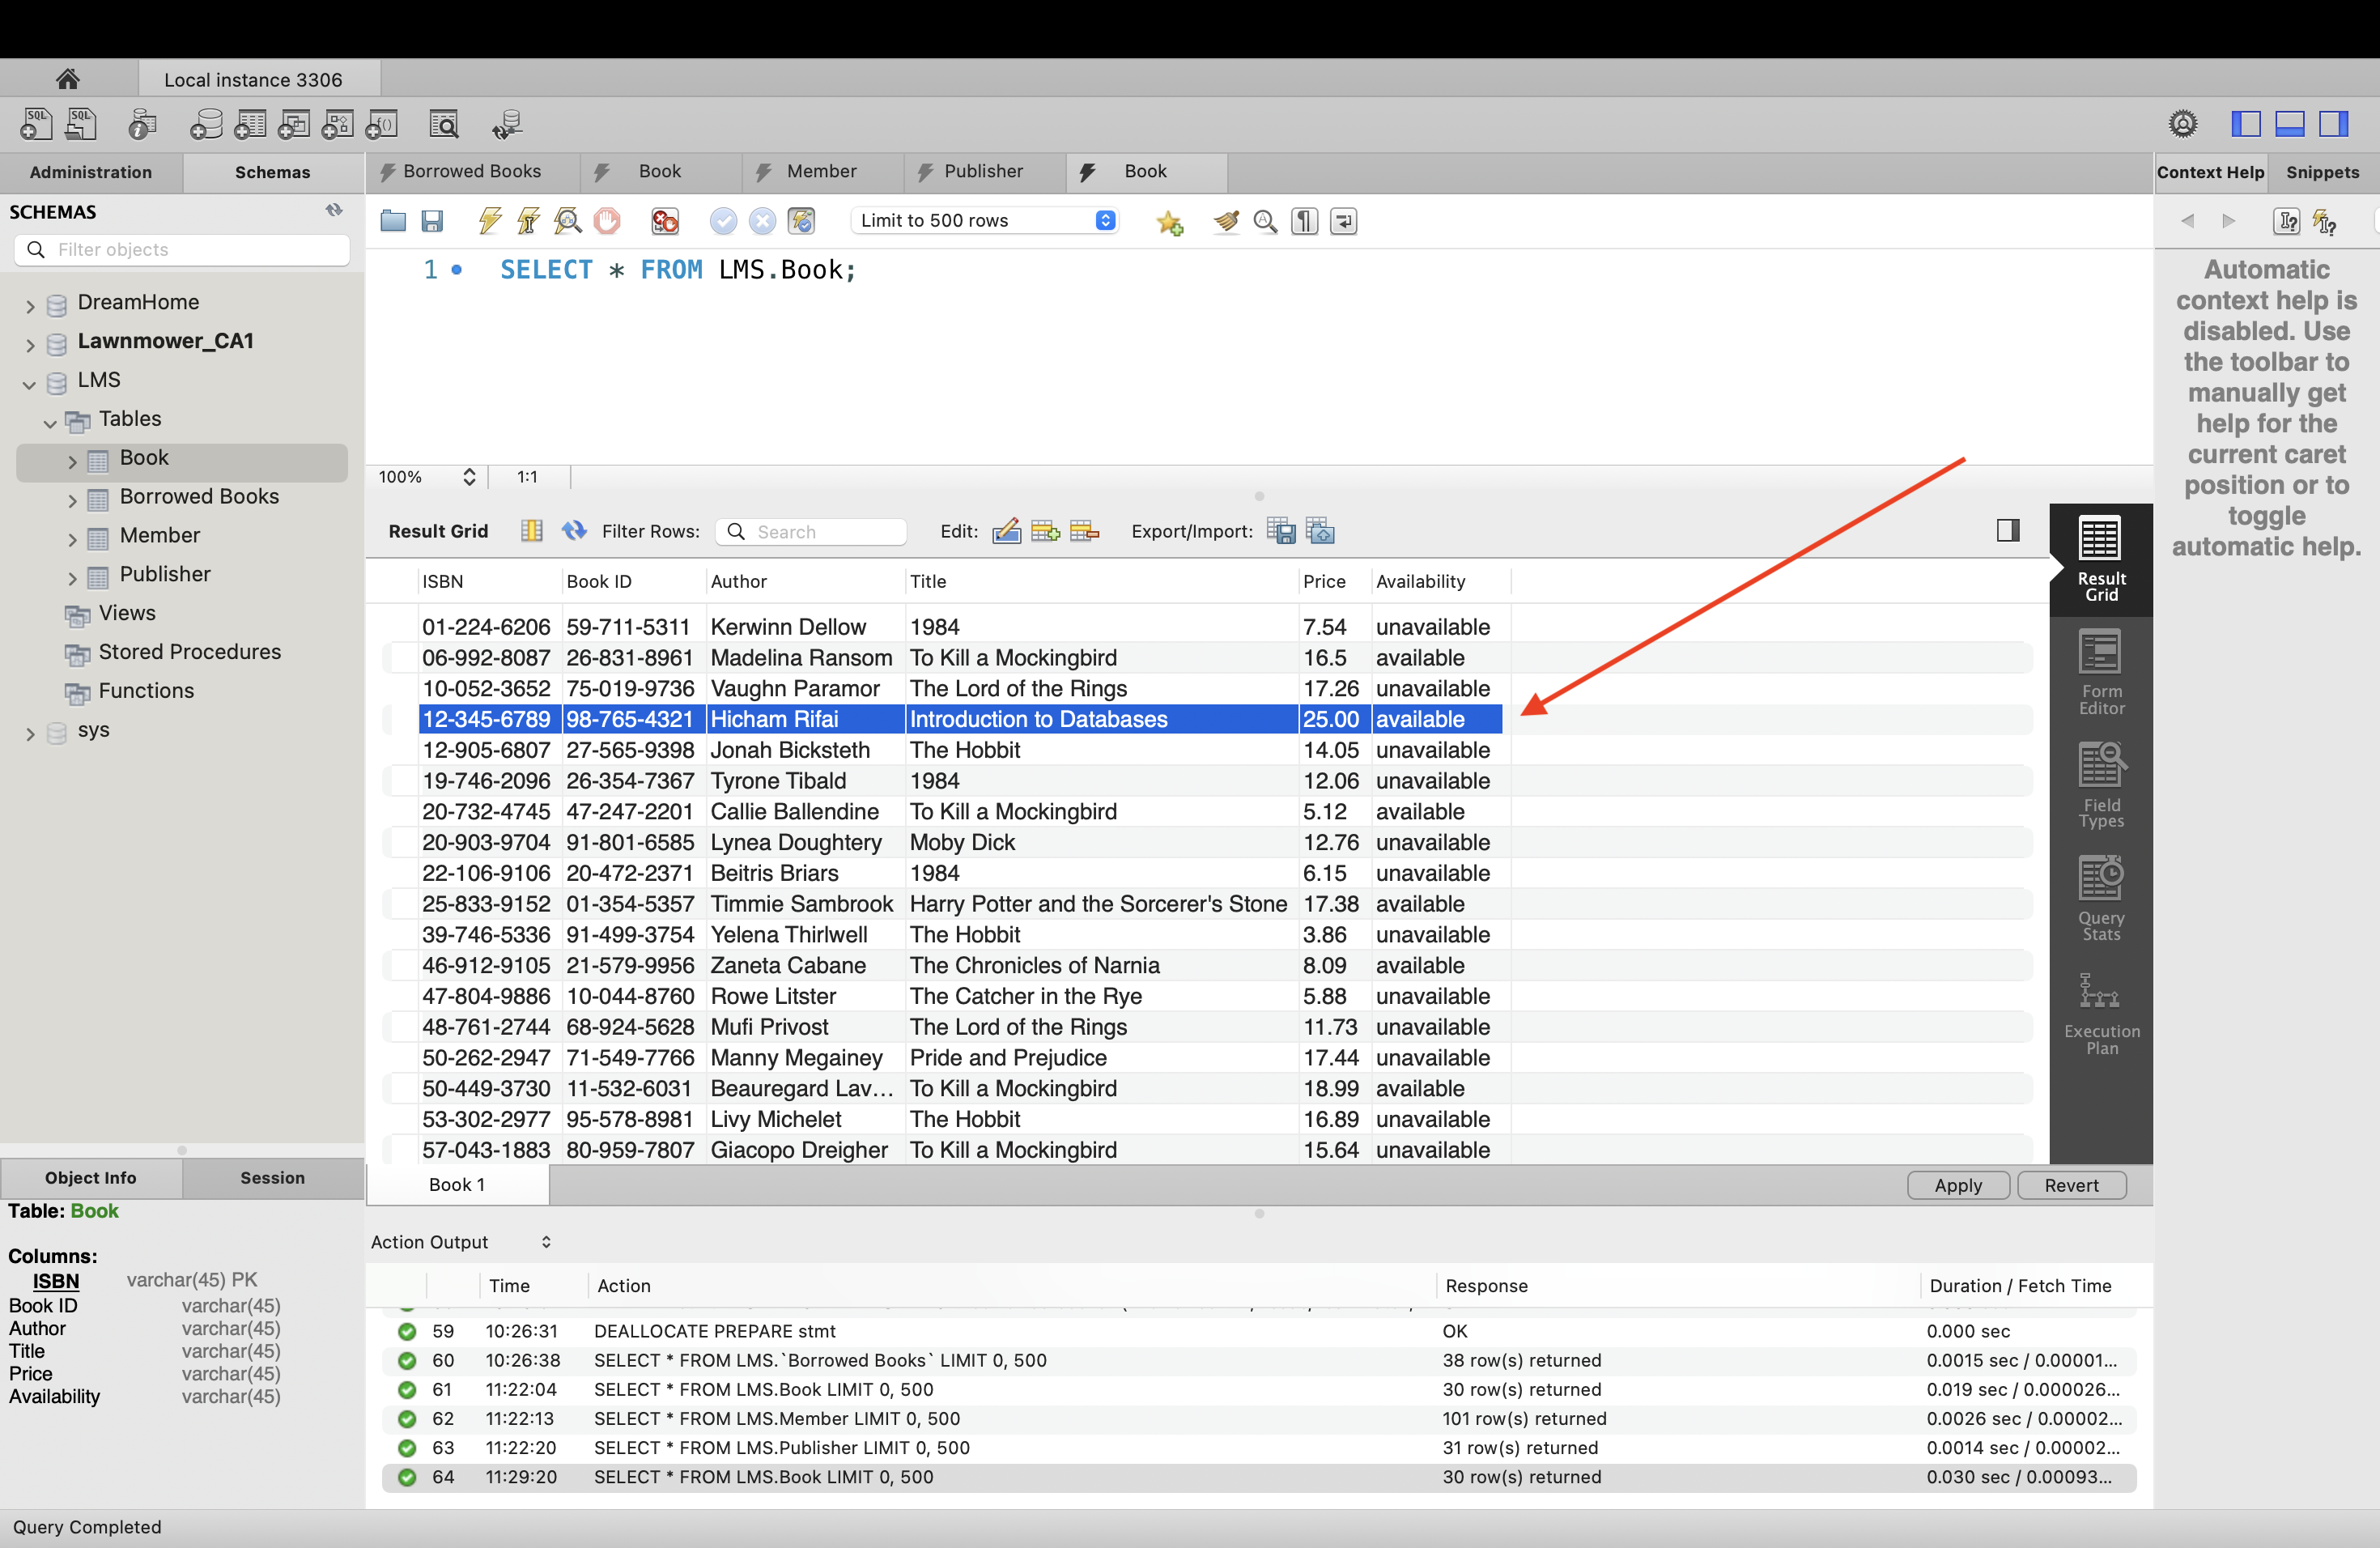 Local instance 3306
Administration
Schemas
Borrowed Books
Book
Member
Publisher
Book
Context Help
Snippets
SCHEMAS
Filter objects
Limit to 500 rows
1 SELECT * FROM LMS.Book;
DreamHome
Lawnmower_CA1
LMS
Tables
Book
Borrowed Books
Member
Publisher
Views
Stored Procedures
Functions
sys
Automatic
context help is
disabled. Use
the toolbar to
manually get
help for the
current caret
position or to
toggle
automatic help.
100% 1:1
Result Grid Filter Rows: Search Edit: Export/Import:
ISBN Book ID Author Title Price Availability
01-224-6206 59-711-5311 Kerwinn Dellow 1984 7.54 unavailable
06-992-8087 26-831-8961 Madelina Ransom To Kill a Mockingbird 16.5 available
10-052-3652 75-019-9736 Vaughn Paramor The Lord of the Rings 17.26 unavailable
12-345-6789 98-765-4321 Hicham Rifai Introduction to Databases 25.00 available
12-905-6807 27-565-9398 Jonah Bicksteth The Hobbit 14.05 unavailable
19-746-2096 26-354-7367 Tyrone Tibald 1984 12.06 unavailable
20-732-4745 47-247-2201 Callie Ballendine To Kill a Mockingbird 5.12 available
20-903-9704 91-801-6585 Lynea Doughtery Moby Dick 12.76 unavailable
22-106-9106 20-472-2371 Beitris Briars 1984 6.15 unavailable
25-833-9152 01-354-5357 Timmie Sambrook Harry Potter and the Sorcerer's Stone 17.38 available
39-746-5336 91-499-3754 Yelena Thirlwell The Hobbit 3.86 unavailable
46-912-9105 21-579-9956 Zaneta Cabane The Chronicles of Narnia 8.09 available
47-804-9886 10-044-8760 Rowe Litster The Catcher in the Rye 5.88 unavailable
48-761-2744 68-924-5628 Mufi Privost The Lord of the Rings 11.73 unavailable
50-262-2947 71-549-7766 Manny Megainey Pride and Prejudice 17.44 unavailable
50-449-3730 11-532-6031 Beauregard Lav... To Kill a Mockingbird 18.99 available
53-302-2977 95-578-8981 Livy Michelet The Hobbit 16.89 unavailable
57-043-1883 80-959-7807 Giacopo Dreigher To Kill a Mockingbird 15.64 unavailable
Result
Grid
Form
Editor
Field
Types
Query
Stats
Execution
Plan
Book 1
Apply
Revert
Object Info
Session
Table: Book
Columns:
ISBN varchar(45) PK
Book ID varchar(45)
Author varchar(45)
Title varchar(45)
Price varchar(45)
Availability varchar(45)
Action Output
Time Action Response Duration / Fetch Time
59 10:26:31 DEALLOCATE PREPARE stmt OK 0.000 sec
60 10:26:38 SELECT * FROM LMS.`Borrowed Books` LIMIT 0, 500 38 row(s) returned 0.0015 sec / 0.00001...
61 11:22:04 SELECT * FROM LMS.Book LIMIT 0, 500 30 row(s) returned 0.019 sec / 0.000026...
62 11:22:13 SELECT * FROM LMS.Member LIMIT 0, 500 101 row(s) returned 0.0026 sec / 0.00002...
63 11:22:20 SELECT * FROM LMS.Publisher LIMIT 0, 500 31 row(s) returned 0.0014 sec / 0.00002...
64 11:29:20 SELECT * FROM LMS.Book LIMIT 0, 500 30 row(s) returned 0.030 sec / 0.00093...
Query Completed